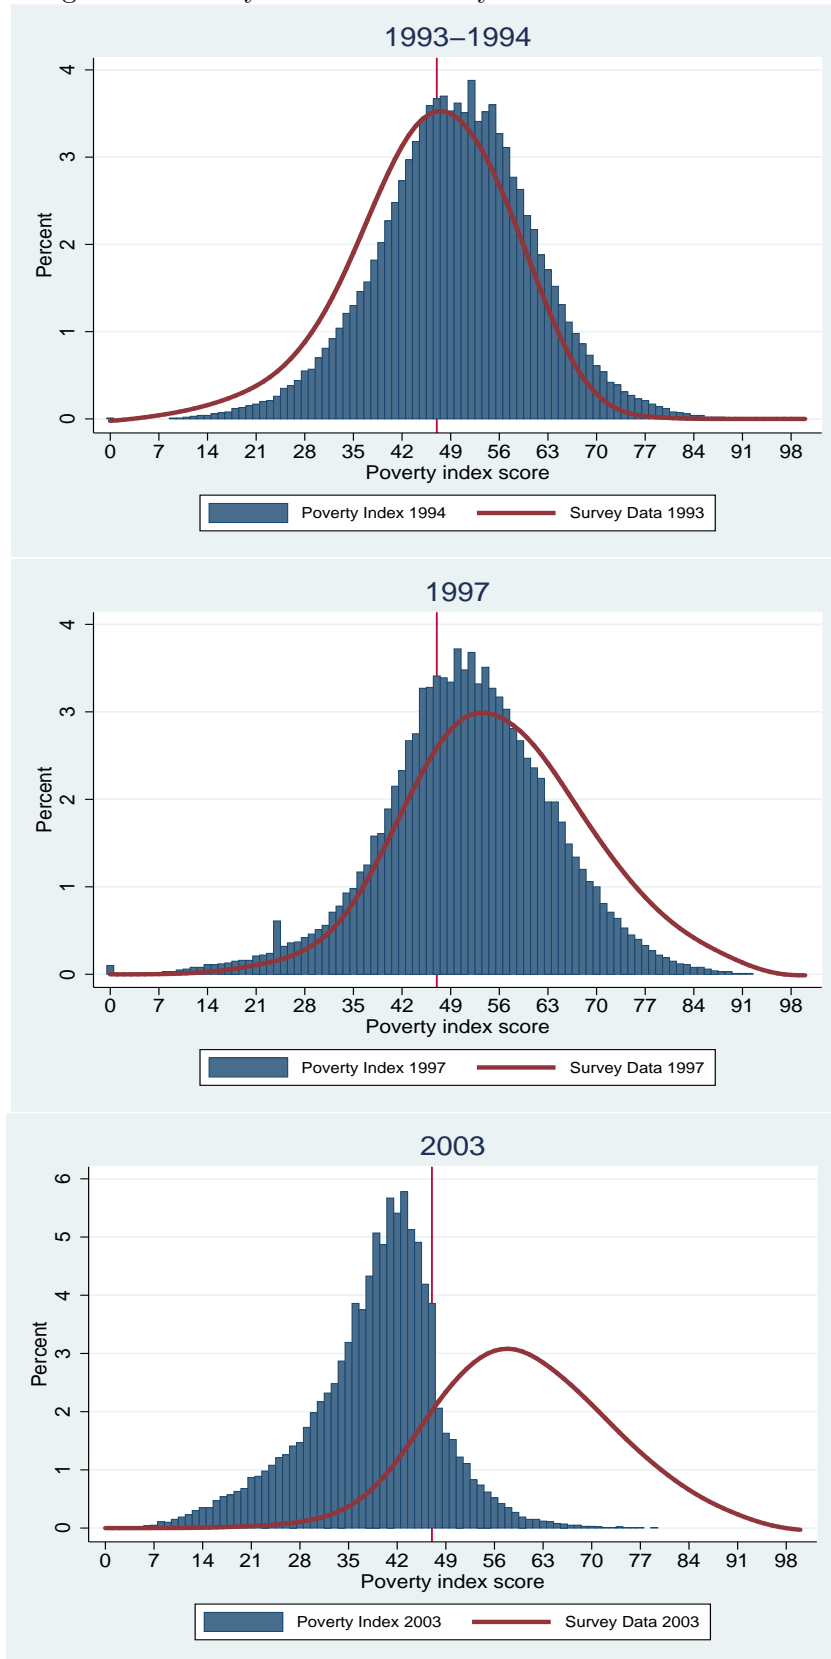 1993–1994
4
3
2
1
0
Percent
0 7 14 21 28 35 42 49 56 63 70 77 84 91 98
Poverty index score
Poverty Index 1994 Survey Data 1993
1997
4
3
2
1
0
Percent
0 7 14 21 28 35 42 49 56 63 70 77 84 91 98
Poverty index score
Poverty Index 1997 Survey Data 1997
2003
6
5
4
3
2
1
0
Percent
0 7 14 21 28 35 42 49 56 63 70 77 84 91 98
Poverty index score
Poverty Index 2003 Survey Data 2003